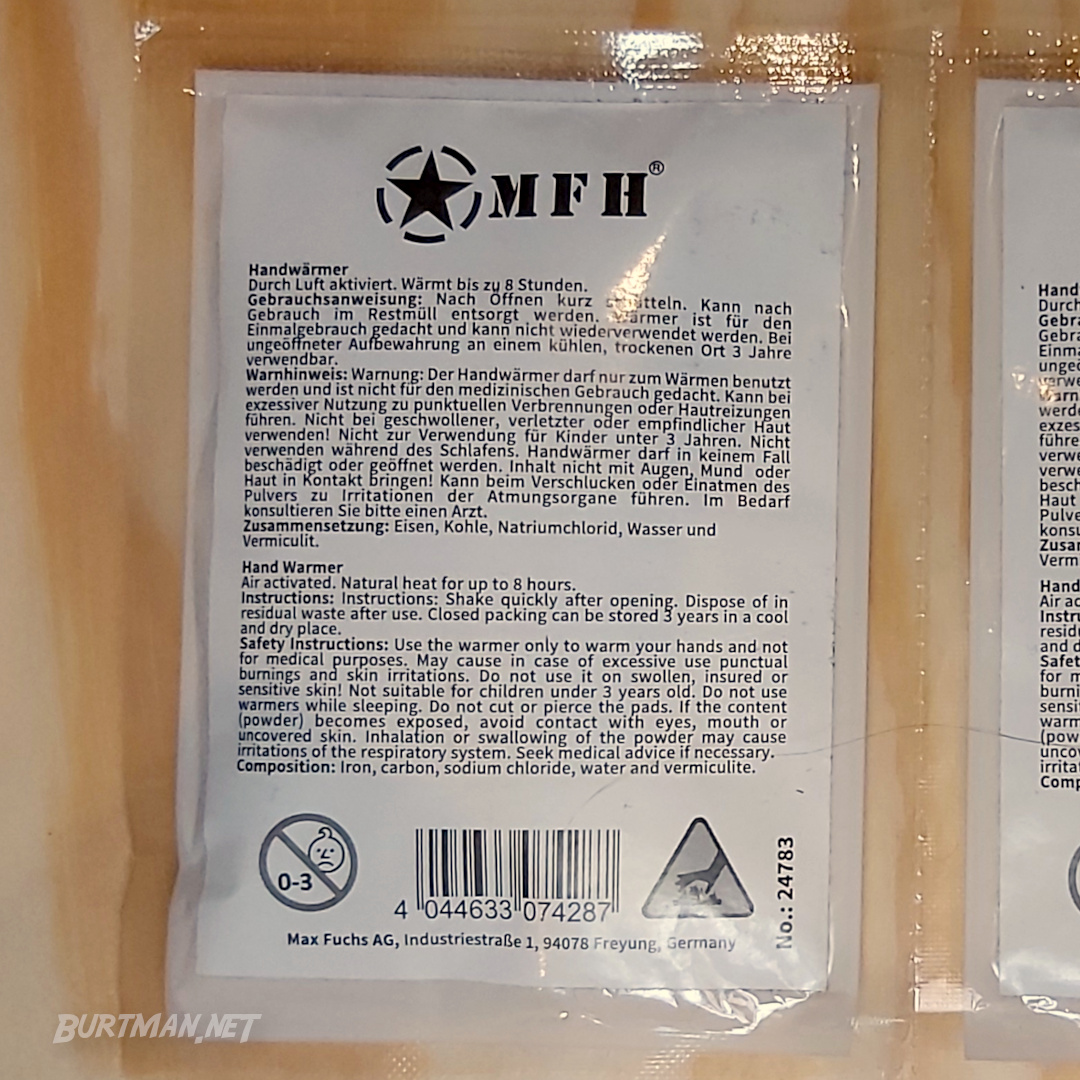 MFH®
Handwärmer
Durch Luft aktiviert. Wärmt bis zu 8 Stunden.
Gebrauchsanweisung: Nach Öffnen kurz Kann nach
Gebrauch im Restmüll entsorgt werden. Wärmer ist für den
Einmalgebrauch gedacht und kann nicht wiederverwendet werden. Bei
ungeöffneter Aufbewahrung an einem kühlen, trockenen Ort 3 Jahre
verwendbar.
Warnhinweis: Warnung: Der Handwärmer darf nur zum Wärmen benutzt
werden und ist nicht für den medizinischen Gebrauch gedacht. Kann bei
exzessiver Nutzung zu punktuellen Verbrennungen oder Hautreizungen
führen. Nicht bei geschwollener, verletzter oder empfindlicher Haut
verwenden! Nicht zur Verwendung für Kinder unter 3 Jahren. Nicht
verwenden während des Schlafens. Handwärmer darf in keinem Fall
beschädigt oder geöffnet werden. Inhalt nicht mit Augen, Mund oder
Haut in Kontakt bringen! Kann beim Verschlucken oder Einatmen des
Pulvers zu Irritationen der Atmungsorgane führen. Im Bedarf
konsultieren Sie bitte einen Arzt.
Zusammensetzung: Eisen, Kohle, Natriumchlorid, Wasser und
Vermiculit.
Hand Warmer
Air activated. Natural heat for up to 8 hours.
Instructions: Instructions: Shake quickly after opening. Dispose of in
residual waste after use. Closed packing can be stored 3 years in a cool
and dry place.
Safety Instructions: Use the warmer only to warm your hands and not
for medical purposes. May cause in case of excessive use punctual
burnings and skin irritations. Do not use it on swollen, insured or
sensitive skin! Not suitable for children under 3 years old. Do not use
warmers while sleeping. Do not cut or pierce the pads. If the content
(powder) becomes exposed, avoid contact with eyes, mouth or
uncovered skin. Inhalation or swallowing of the powder may cause
irritations of the respiratory system. Seek medical advice if necessary.
Composition: Iron, carbon, sodium chloride, water and vermiculite.
0-3
4 044633 074287
No.: 24783
Max Fuchs AG, Industriestraße 1, 94078 Freyung, Germany
BURTMAN.NET